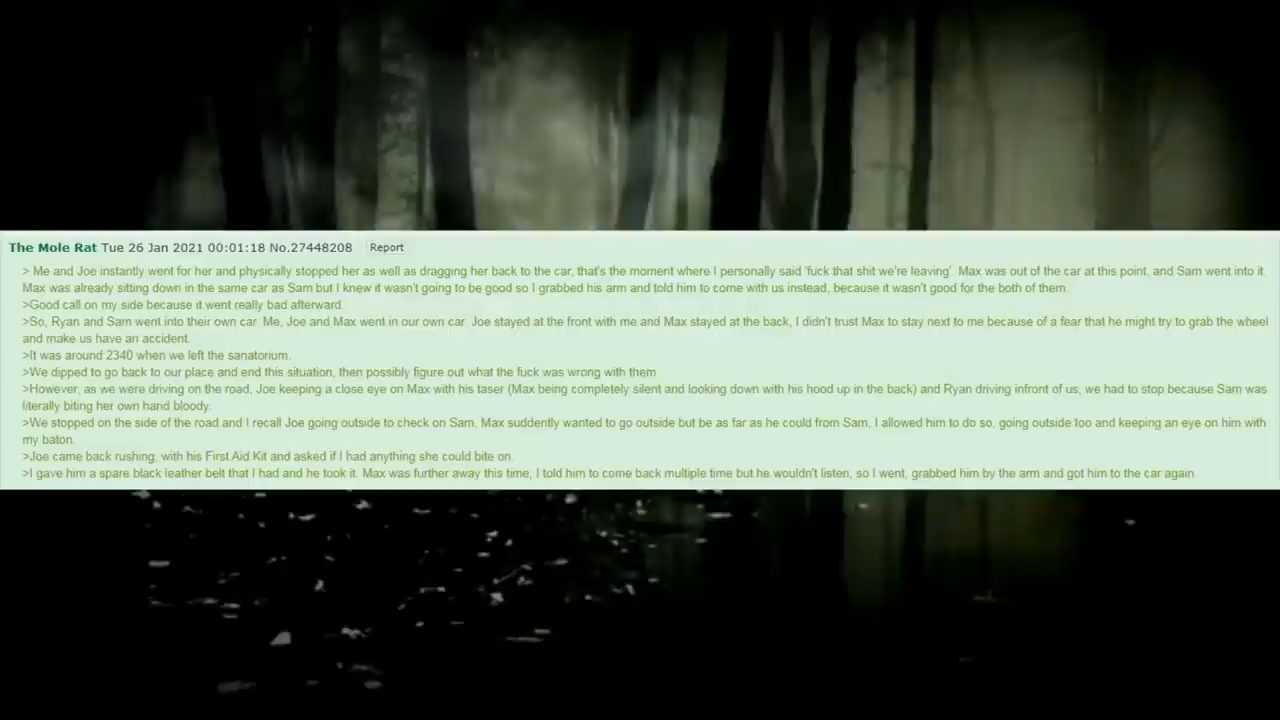 The Mole Rat Tue 26 Jan 2021 00:01:18 No.27448208 Report
> Me and Joe instantly went for her and physically stopped her as well as dragging her back to the car, that's the moment where I personally said 'fuck that shit we're leaving'. Max was out of the car at this point, and Sam went into it.
Max was already sitting down in the same car as Sam but I knew it wasn't going to be good so I grabbed his arm and told him to come with us instead, because it wasn't good for the both of them.
>Good call on my side because it went really bad afterward.
>So, Ryan and Sam went into their own car. Me, Joe and Max went in our own car. Joe stayed at the front with me and Max stayed at the back, I didn't trust Max to stay next to me because of a fear that he might try to grab the wheel
and make us have an accident.
>It was around 2340 when we left the sanatorium.
>We dipped to go back to our place and end this situation, then possibly figure out what the fuck was wrong with them
>However, as we were driving on the road, Joe keeping a close eye on Max with his taser (Max being completely silent and looking down with his hood up in the back) and Ryan driving infront of us, we had to stop because Sam was
literally biting her own hand bloody.
>We stopped on the side of the road and I recall Joe going outside to check on Sam. Max suddently wanted to go outside but be as far as he could from Sam, I allowed him to do so, going outside too and keeping an eye on him with
my baton.
>Joe came back rushing, with his First Aid Kit and asked if I had anything she could bite on.
>I gave him a spare black leather belt that I had and he took it. Max was further away this time, I told him to come back multiple time but he wouldn't listen, so I went, grabbed him by the arm and got him to the car again.